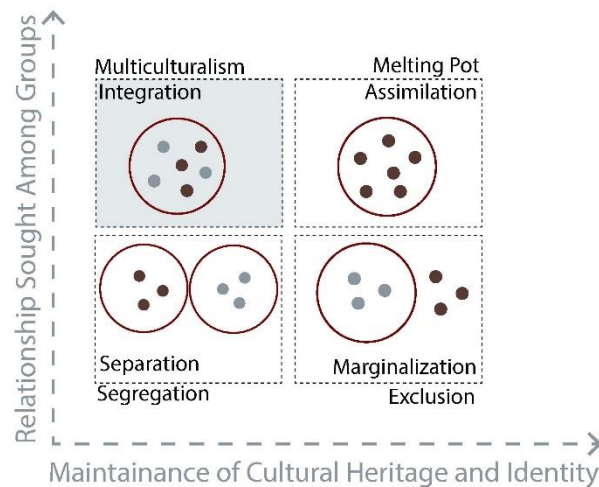 Relationship Sought Among Groups
Multiculturalism
Integration
Melting Pot
Assimilation
Separation
Segregation
Marginalization
Exclusion
Maintainance of Cultural Heritage and Identity